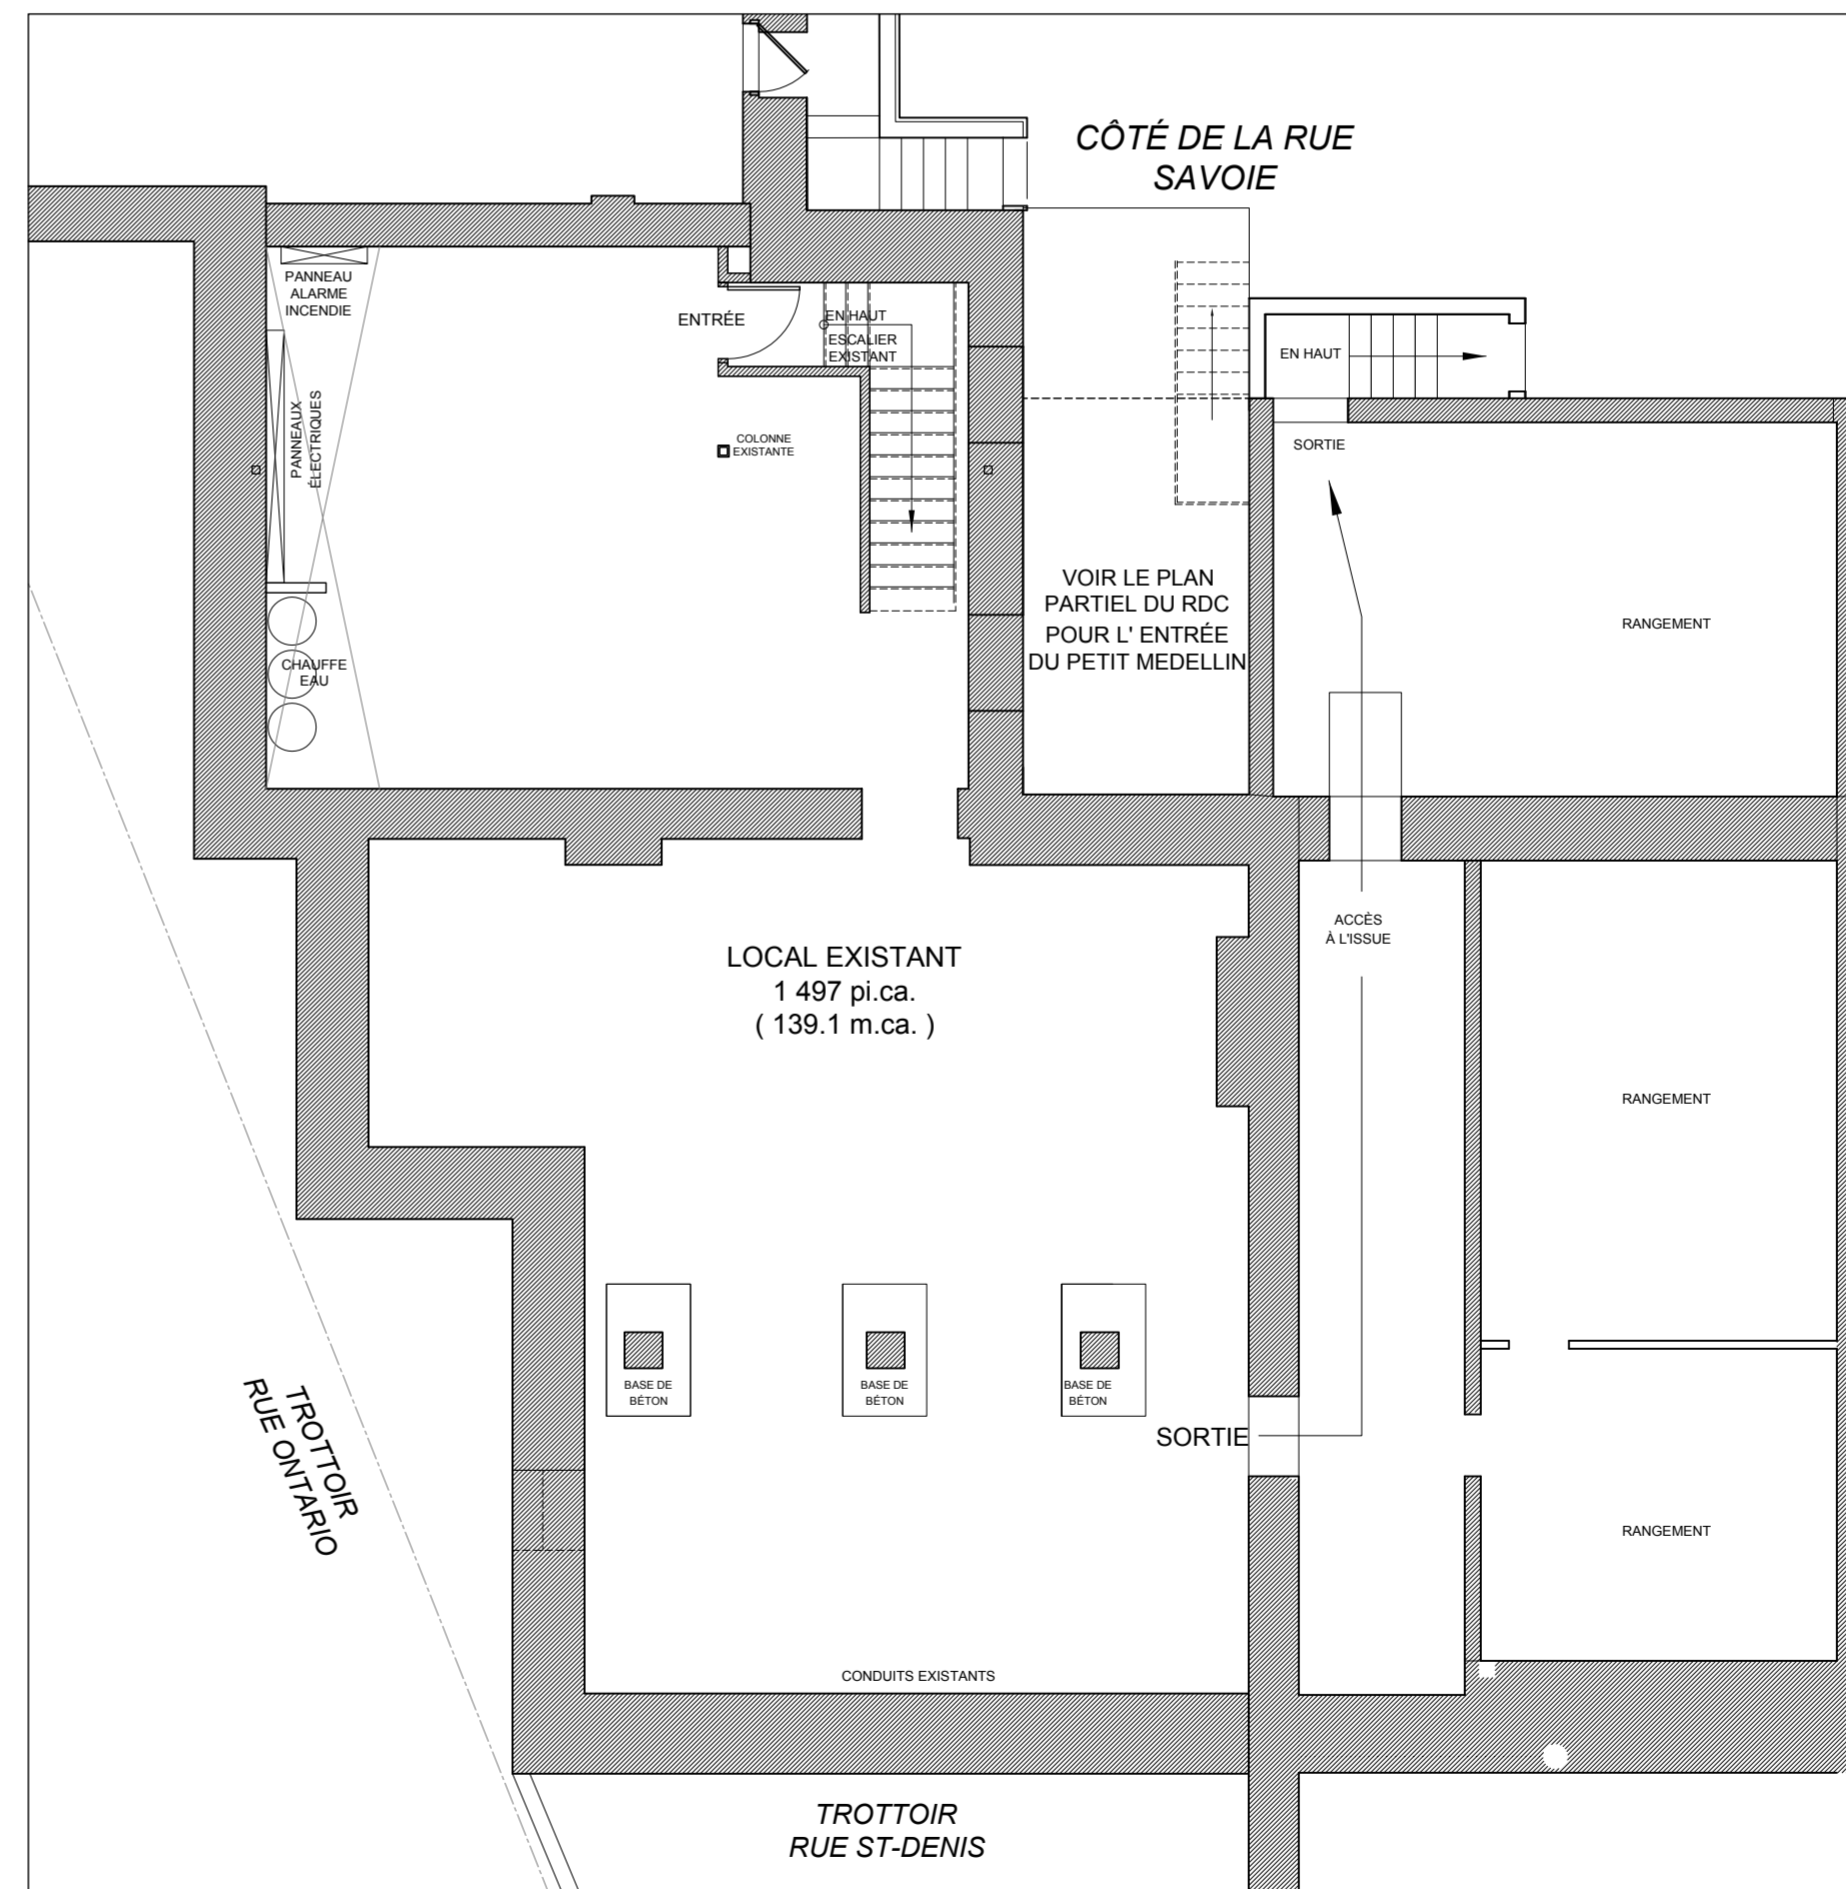 CÔTÉ DE LA RUE
SAVOIE
PANNEAU
ALARME
INCENDIE
ENTRÉE
EN HAUT
ESCALIER
EXISTANT
EN HAUT
PANNEAUX
ÉLECTRIQUES
COLONNE
EXISTANTE
SORTIE
VOIR LE PLAN
PARTIEL DU RDC
POUR L' ENTRÉE
DU PETIT MEDELLIN
RANGEMENT
CHAUFFE
EAU
ACCÈS
À L'ISSUE
LOCAL EXISTANT
1 497 pi.ca.
( 139.1 m.ca. )
RANGEMENT
BASE DE
BÉTON
BASE DE
BÉTON
BASE DE
BÉTON
SORTIE
TROTTOIR
RUE ONTARIO
RANGEMENT
CONDUITS EXISTANTS
TROTTOIR
RUE ST-DENIS